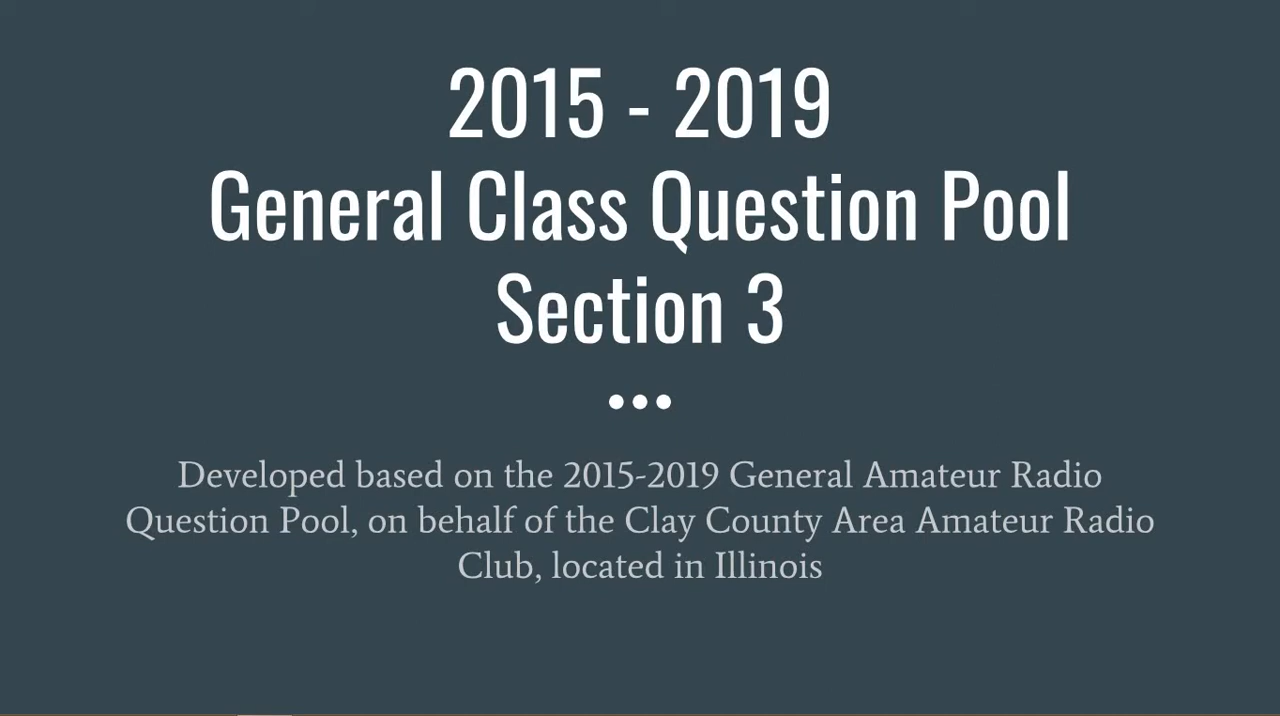 2015 - 2019
General Class Question Pool
Section 3
Developed based on the 2015-2019 General Amateur Radio
Question Pool, on behalf of the Clay County Area Amateur Radio
Club, located in Illinois